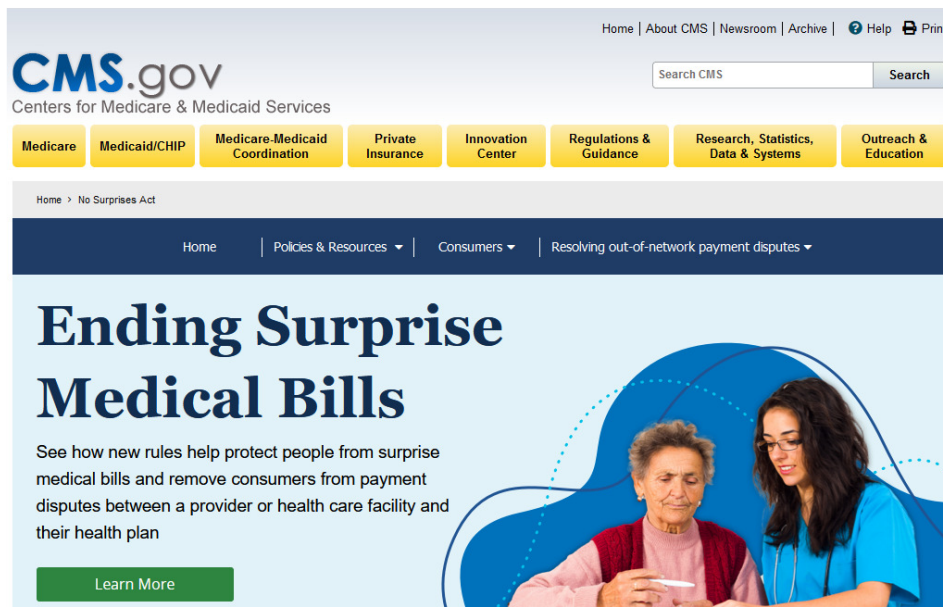 Home | About CMS | Newsroom | Archive | Help
CMS.gov
Centers for Medicare & Medicaid Services
Search CMS
Search
Medicare
Medicaid/CHIP
Medicare-Medicaid
Coordination
Private
Insurance
Innovation
Center
Regulations &
Guidance
Research, Statistics,
Data & Systems
Outreach &
Education
Home > No Surprises Act
Home | Policies & Resources | Consumers | Resolving out-of-network payment disputes
Ending Surprise
Medical Bills
See how new rules help protect people from surprise
medical bills and remove consumers from payment
disputes between a provider or health care facility and
their health plan
Learn More